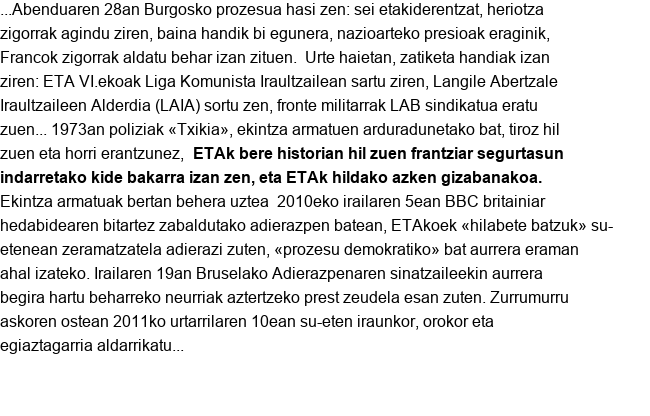 ...Abenduaren 28an Burgosko prozesua hasi zen: sei etakiderentzat, heriotza
zigorrak agindu ziren, baina handik bi egunera, nazioarteko presioak eraginik,
Francok zigorrak aldatu behar izan zituen.  Urte haietan, zatiketa handiak izan
ziren: ETA VI.ekoak Liga Komunista Iraultzailean sartu ziren, Langile Abertzale
Iraultzaileen Alderdia (LAIA) sortu zen, fronte militarrak LAB sindikatua eratu
zuen... 1973an poliziak «Txikia», ekintza armatuen arduradunetako bat, tiroz hil
zuen eta horri erantzunez,  ETAk bere historian hil zuen frantziar segurtasun
indarretako kide bakarra izan zen, eta ETAk hildako azken gizabanakoa.
Ekintza armatuak bertan behera uztea  2010eko irailaren 5ean BBC britainiar
hedabidearen bitartez zabaldutako adierazpen batean, ETAkoek «hilabete batzuk» su-
etenean zeramatzatela adierazi zuten, «prozesu demokratiko» bat aurrera eraman
ahal izateko. Irailaren 19an Bruselako Adierazpenaren sinatzaileekin aurrera
begira hartu beharreko neurriak aztertzeko prest zeudela esan zuten. Zurrumurru
askoren ostean 2011ko urtarrilaren 10ean su-eten iraunkor, orokor eta
egiaztagarria aldarrikatu...